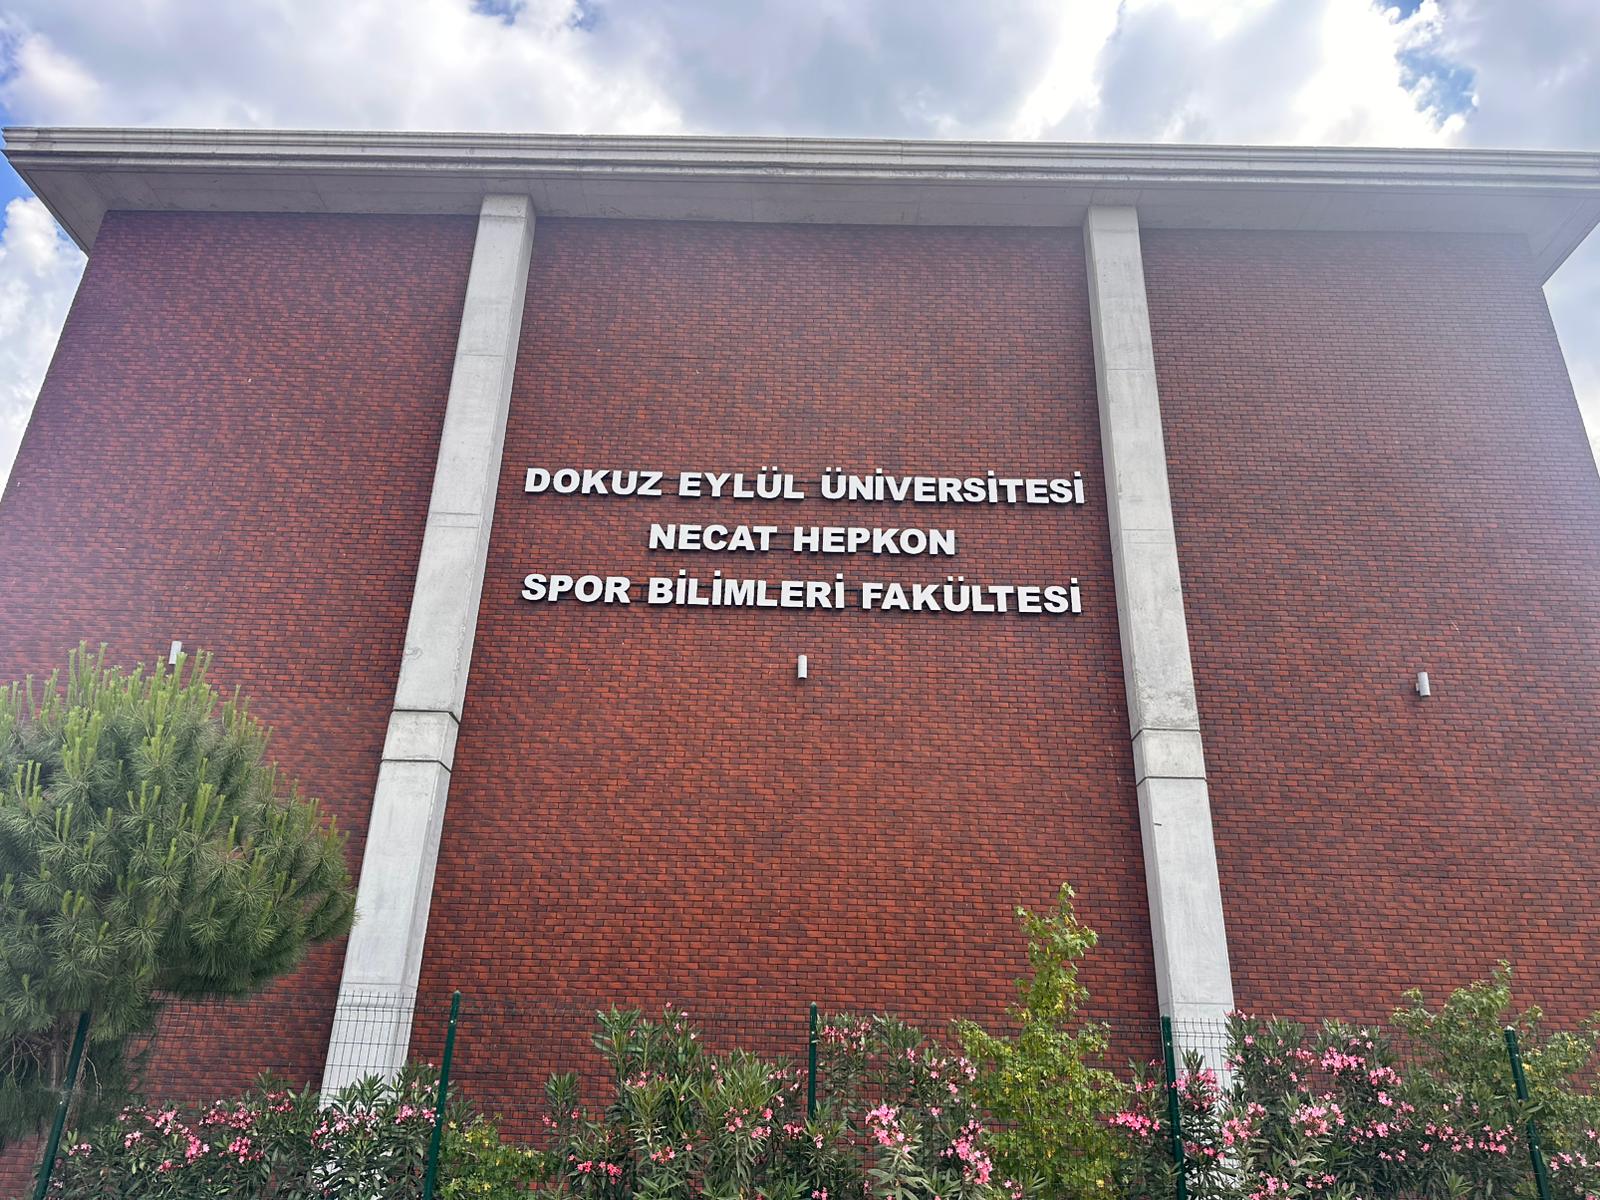 DOKUZ EYLÜL ÜNİVERSİTESİ
NECAT HEPKON
SPOR BİLİMLERİ FAKÜLTESİ